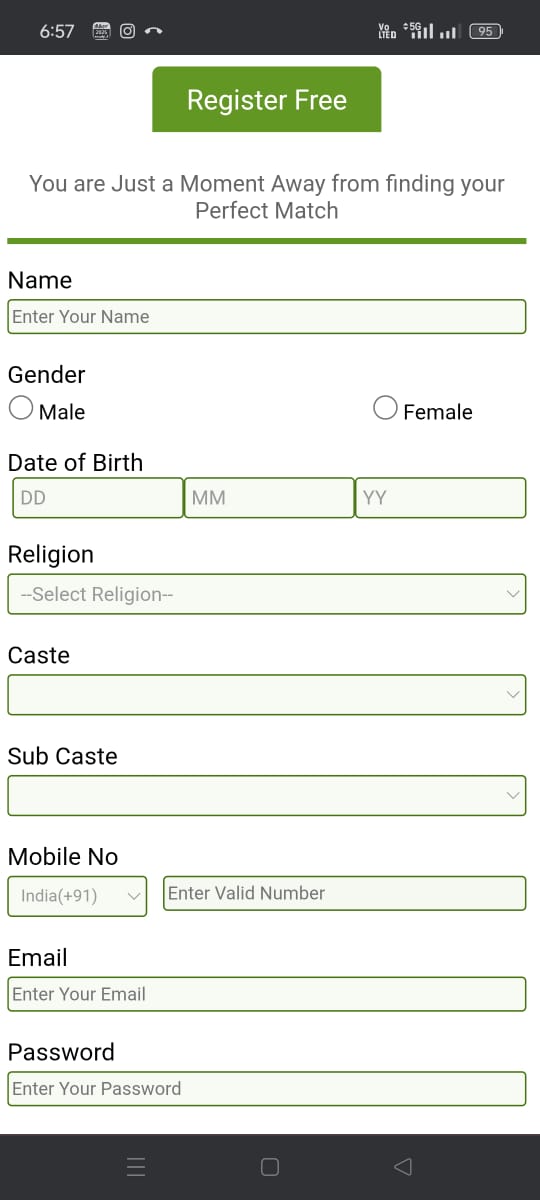 6:57
Vo LTED 5G 95
Register Free
You are Just a Moment Away from finding your
Perfect Match
Name
Enter Your Name
Gender
Male Female
Date of Birth
DD MM YY
Religion
--Select Religion--
Caste
Sub Caste
Mobile No
India(+91) Enter Valid Number
Email
Enter Your Email
Password
Enter Your Password